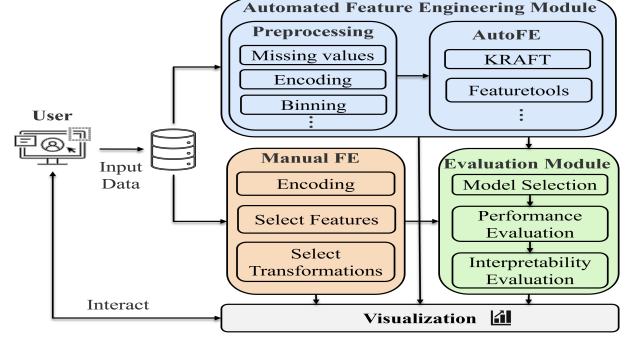 Automated Feature Engineering Module
Preprocessing
Missing values
Encoding
Binning
⋮
AutoFE
KRAFT
Featuretools
⋮
User
Input
Data
Manual FE
Encoding
Select Features
Select
Transformations
Evaluation Module
Model Selection
Performance
Evaluation
Interpretability
Evaluation
Interact
Visualization